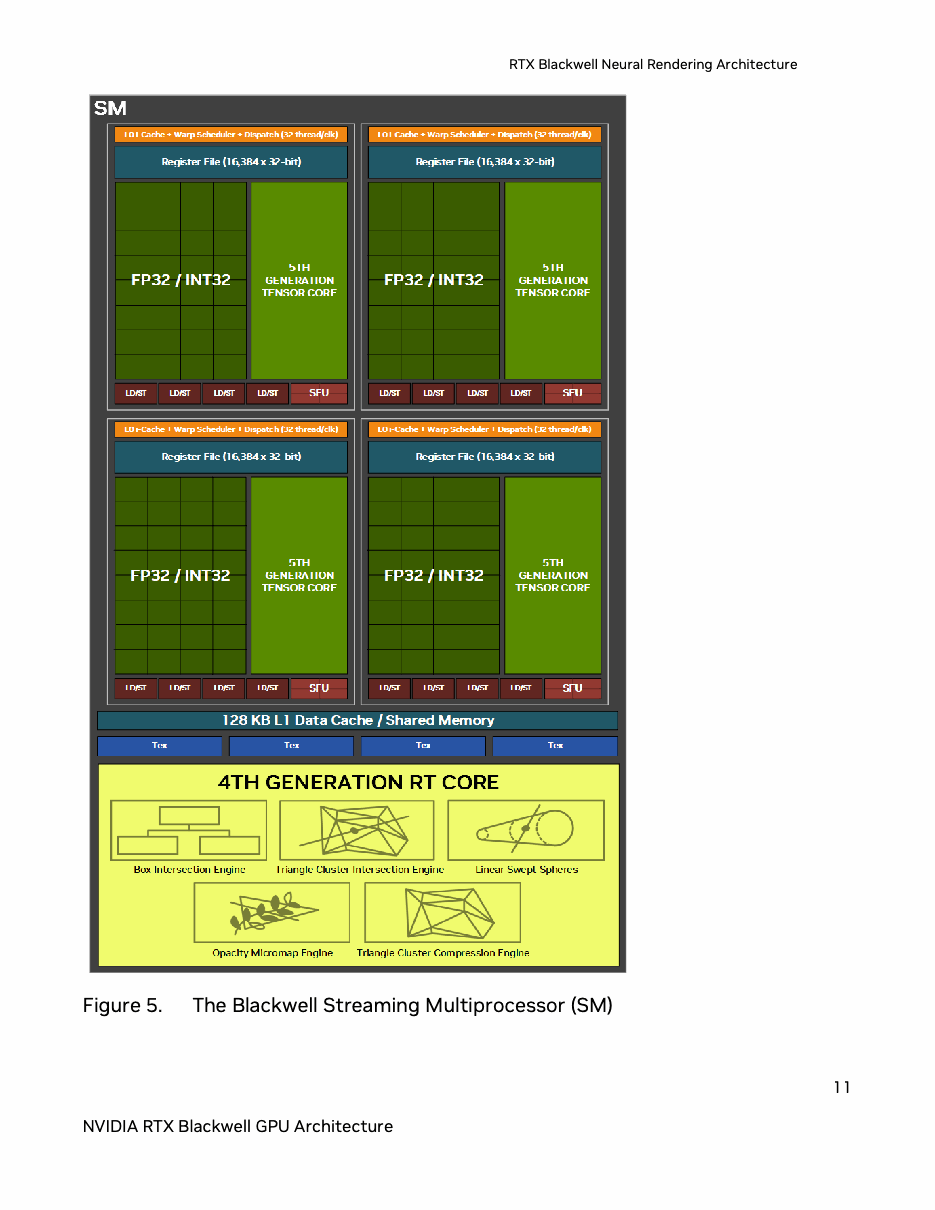 RTX Blackwell Neural Rendering Architecture
SM
L0 i-Cache + Warp Scheduler + Dispatch (32 thread/clk)
L0 i-Cache + Warp Scheduler + Dispatch (32 thread/clk)
Register File (16,384 x 32-bit)
Register File (16,384 x 32-bit)
FP32 / INT32
5TH
GENERATION
TENSOR CORE
FP32 / INT32
5TH
GENERATION
TENSOR CORE
LD/ST LD/ST LD/ST LD/ST SFU
LD/ST LD/ST LD/ST LD/ST SFU
L0 i-Cache + Warp Scheduler + Dispatch (32 thread/clk)
L0 i-Cache + Warp Scheduler + Dispatch (32 thread/clk)
Register File (16,384 x 32-bit)
Register File (16,384 x 32-bit)
FP32 / INT32
5TH
GENERATION
TENSOR CORE
FP32 / INT32
5TH
GENERATION
TENSOR CORE
LD/ST LD/ST LD/ST LD/ST SFU
LD/ST LD/ST LD/ST LD/ST SFU
128 KB L1 Data Cache / Shared Memory
Tex Tex Tex Tex
4TH GENERATION RT CORE
Box Intersection Engine
Triangle Cluster Intersection Engine
Linear Swept Spheres
Opacity Micromap Engine
Triangle Cluster Compression Engine
Figure 5. The Blackwell Streaming Multiprocessor (SM)
11
NVIDIA RTX Blackwell GPU Architecture